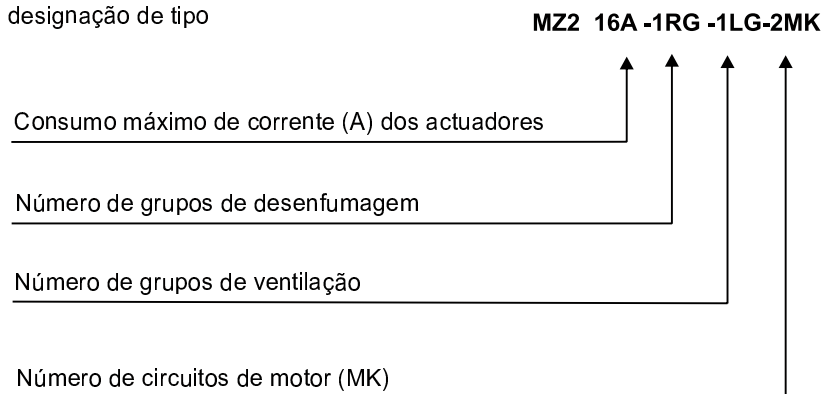 designação de tipo
MZ2 16A -1RG -1LG-2MK
Consumo máximo de corrente (A) dos actuadores
Número de grupos de desenfumagem
Número de grupos de ventilação
Número de circuitos de motor (MK)